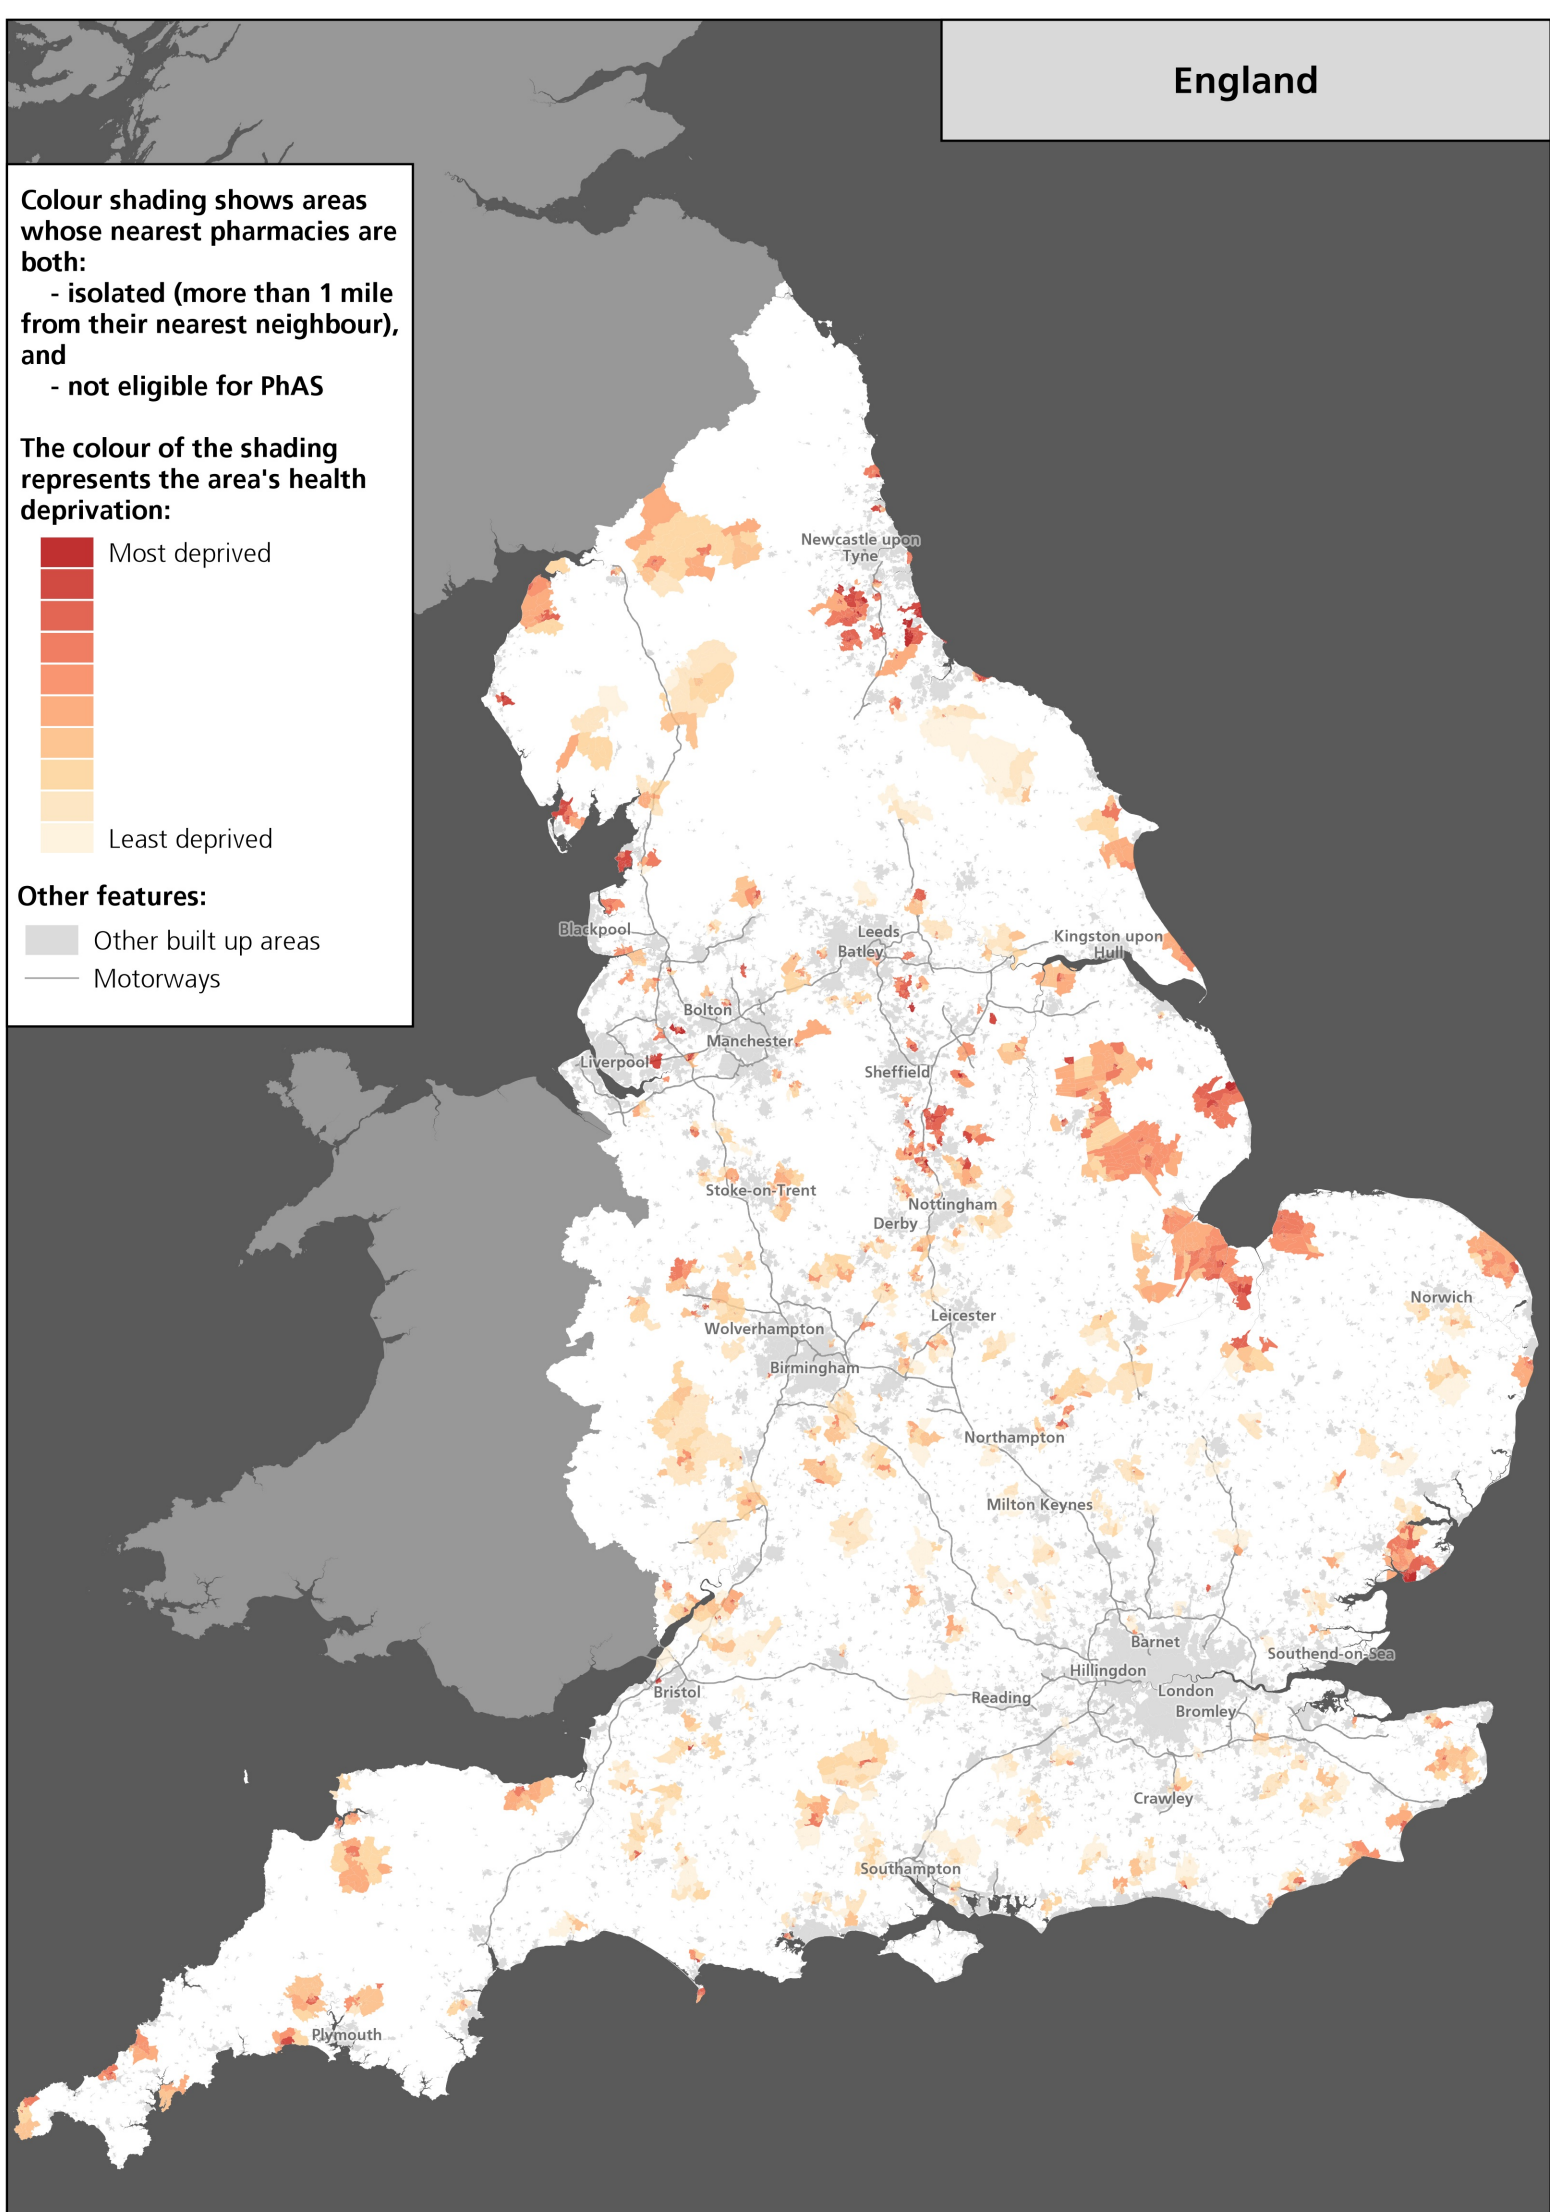 England
Colour shading shows areas
whose nearest pharmacies are
both:
- isolated (more than 1 mile
from their nearest neighbour),
and
- not eligible for PhAS
The colour of the shading
represents the area's health
deprivation:
Most deprived
Least deprived
Other features:
Other built up areas
Motorways
Newcastle upon
Tyne
Blackpool
Leeds
Batley
Kingston upon
Hull
Bolton
Manchester
Liverpool
Sheffield
Stoke-on-Trent
Nottingham
Derby
Norwich
Leicester
Wolverhampton
Birmingham
Northampton
Milton Keynes
Barnet
Southend-on-Sea
Hillingdon
London
Bristol
Reading
Bromley
Crawley
Southampton
Plymouth